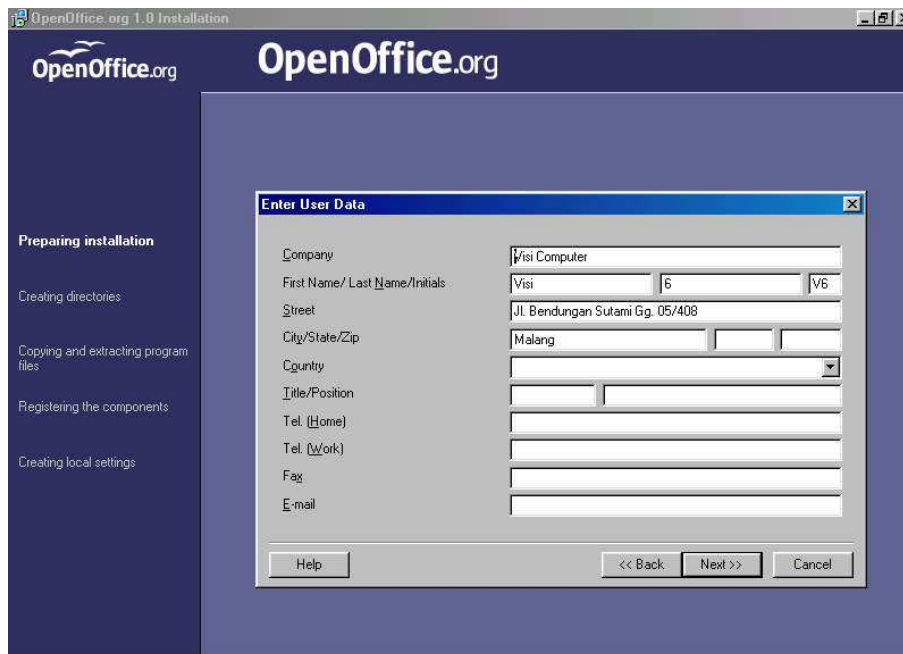 OpenOffice.org 1.0 Installation
OpenOffice.org
OpenOffice.org
Preparing installation
Creating directories
Copying and extracting program
files
Registering the components
Creating local settings
Enter User Data
Company Visi Computer
First Name/ Last Name/Initials Visi 6 V6
Street Jl. Bendungan Sutami Gg. 05/408
City/State/Zip Malang
Country
Title/Position
Tel. (Home)
Tel. (Work)
Fax
E-mail
Help << Back Next >> Cancel